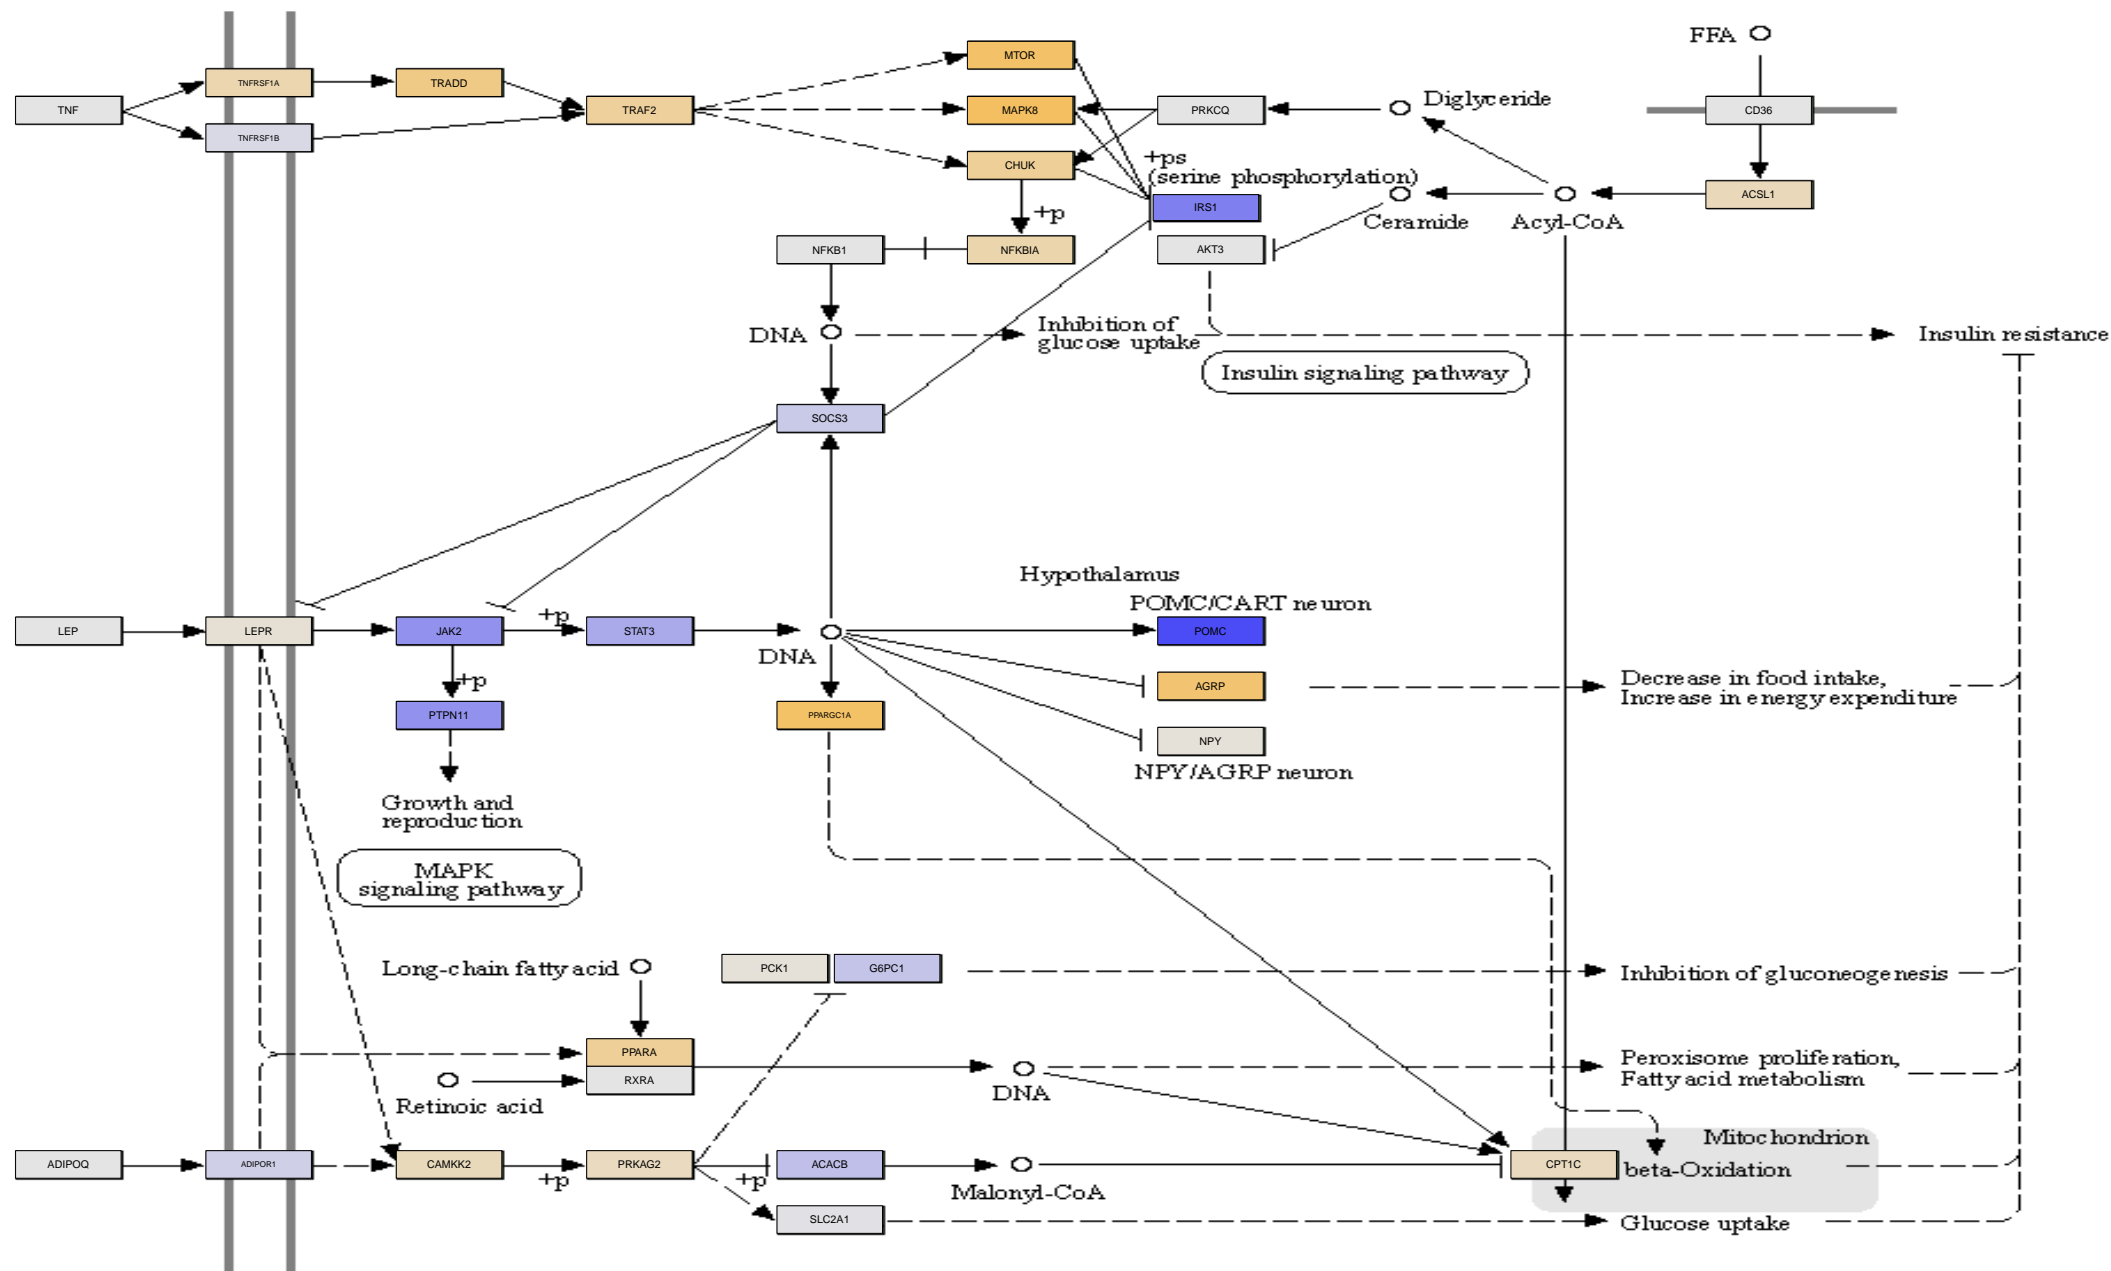 FFA
MTOR
TNFRSF1A
TRADD
TNF
TRAF2
MAPK8
PRKCQ
Diglyceride
CD36
TNFRSF1B
CHUK
+ps
(serine phosphorylation)
ACSL1
IRS1
+p
Ceramide
Acyl-CoA
NFKB1
NFKBIA
AKT3
DNA
Inhibition of
glucose uptake
Insulin resistance
Insulin signaling pathway
SOCS3
Hypothalamus
POMC/CART neuron
LEP
LEPR
JAK2
+p
STAT3
DNA
POMC
+p
AGRP
Decrease in food intake,
Increase in energy expenditure
PTPN11
PPARGC1A
NPY
NPY/AGRP neuron
Growth and
reproduction
MAPK
signaling pathway
Long-chain fatty acid
PCK1
G6PC1
Inhibition of gluconeogenesis
PPARA
RXRA
Retinoic acid
DNA
Peroxisome proliferation,
Fatty acid metabolism
Mitochondrion
ADIPOQ
ADIPOR1
CAMKK2
+p
PRKAG2
+p
ACACB
Malonyl-CoA
CPT1C
beta-Oxidation
SLC2A1
Glucose uptake